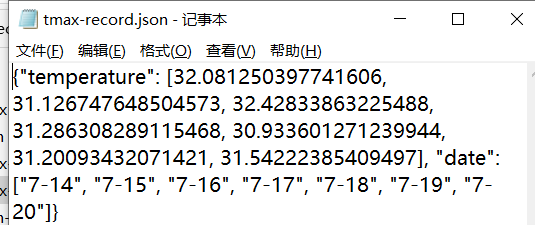 tmax-record.json - 记事本
文件(F) 编辑(E) 格式(O) 查看(V) 帮助(H)
{"temperature": [32.081250397741606,
31.126747648504573, 32.42833863225488,
31.286308289115468, 30.933601271239944,
31.20093432071421, 31.54222385409497], "date":
["7-14", "7-15", "7-16", "7-17", "7-18", "7-19", "7-
20"]}